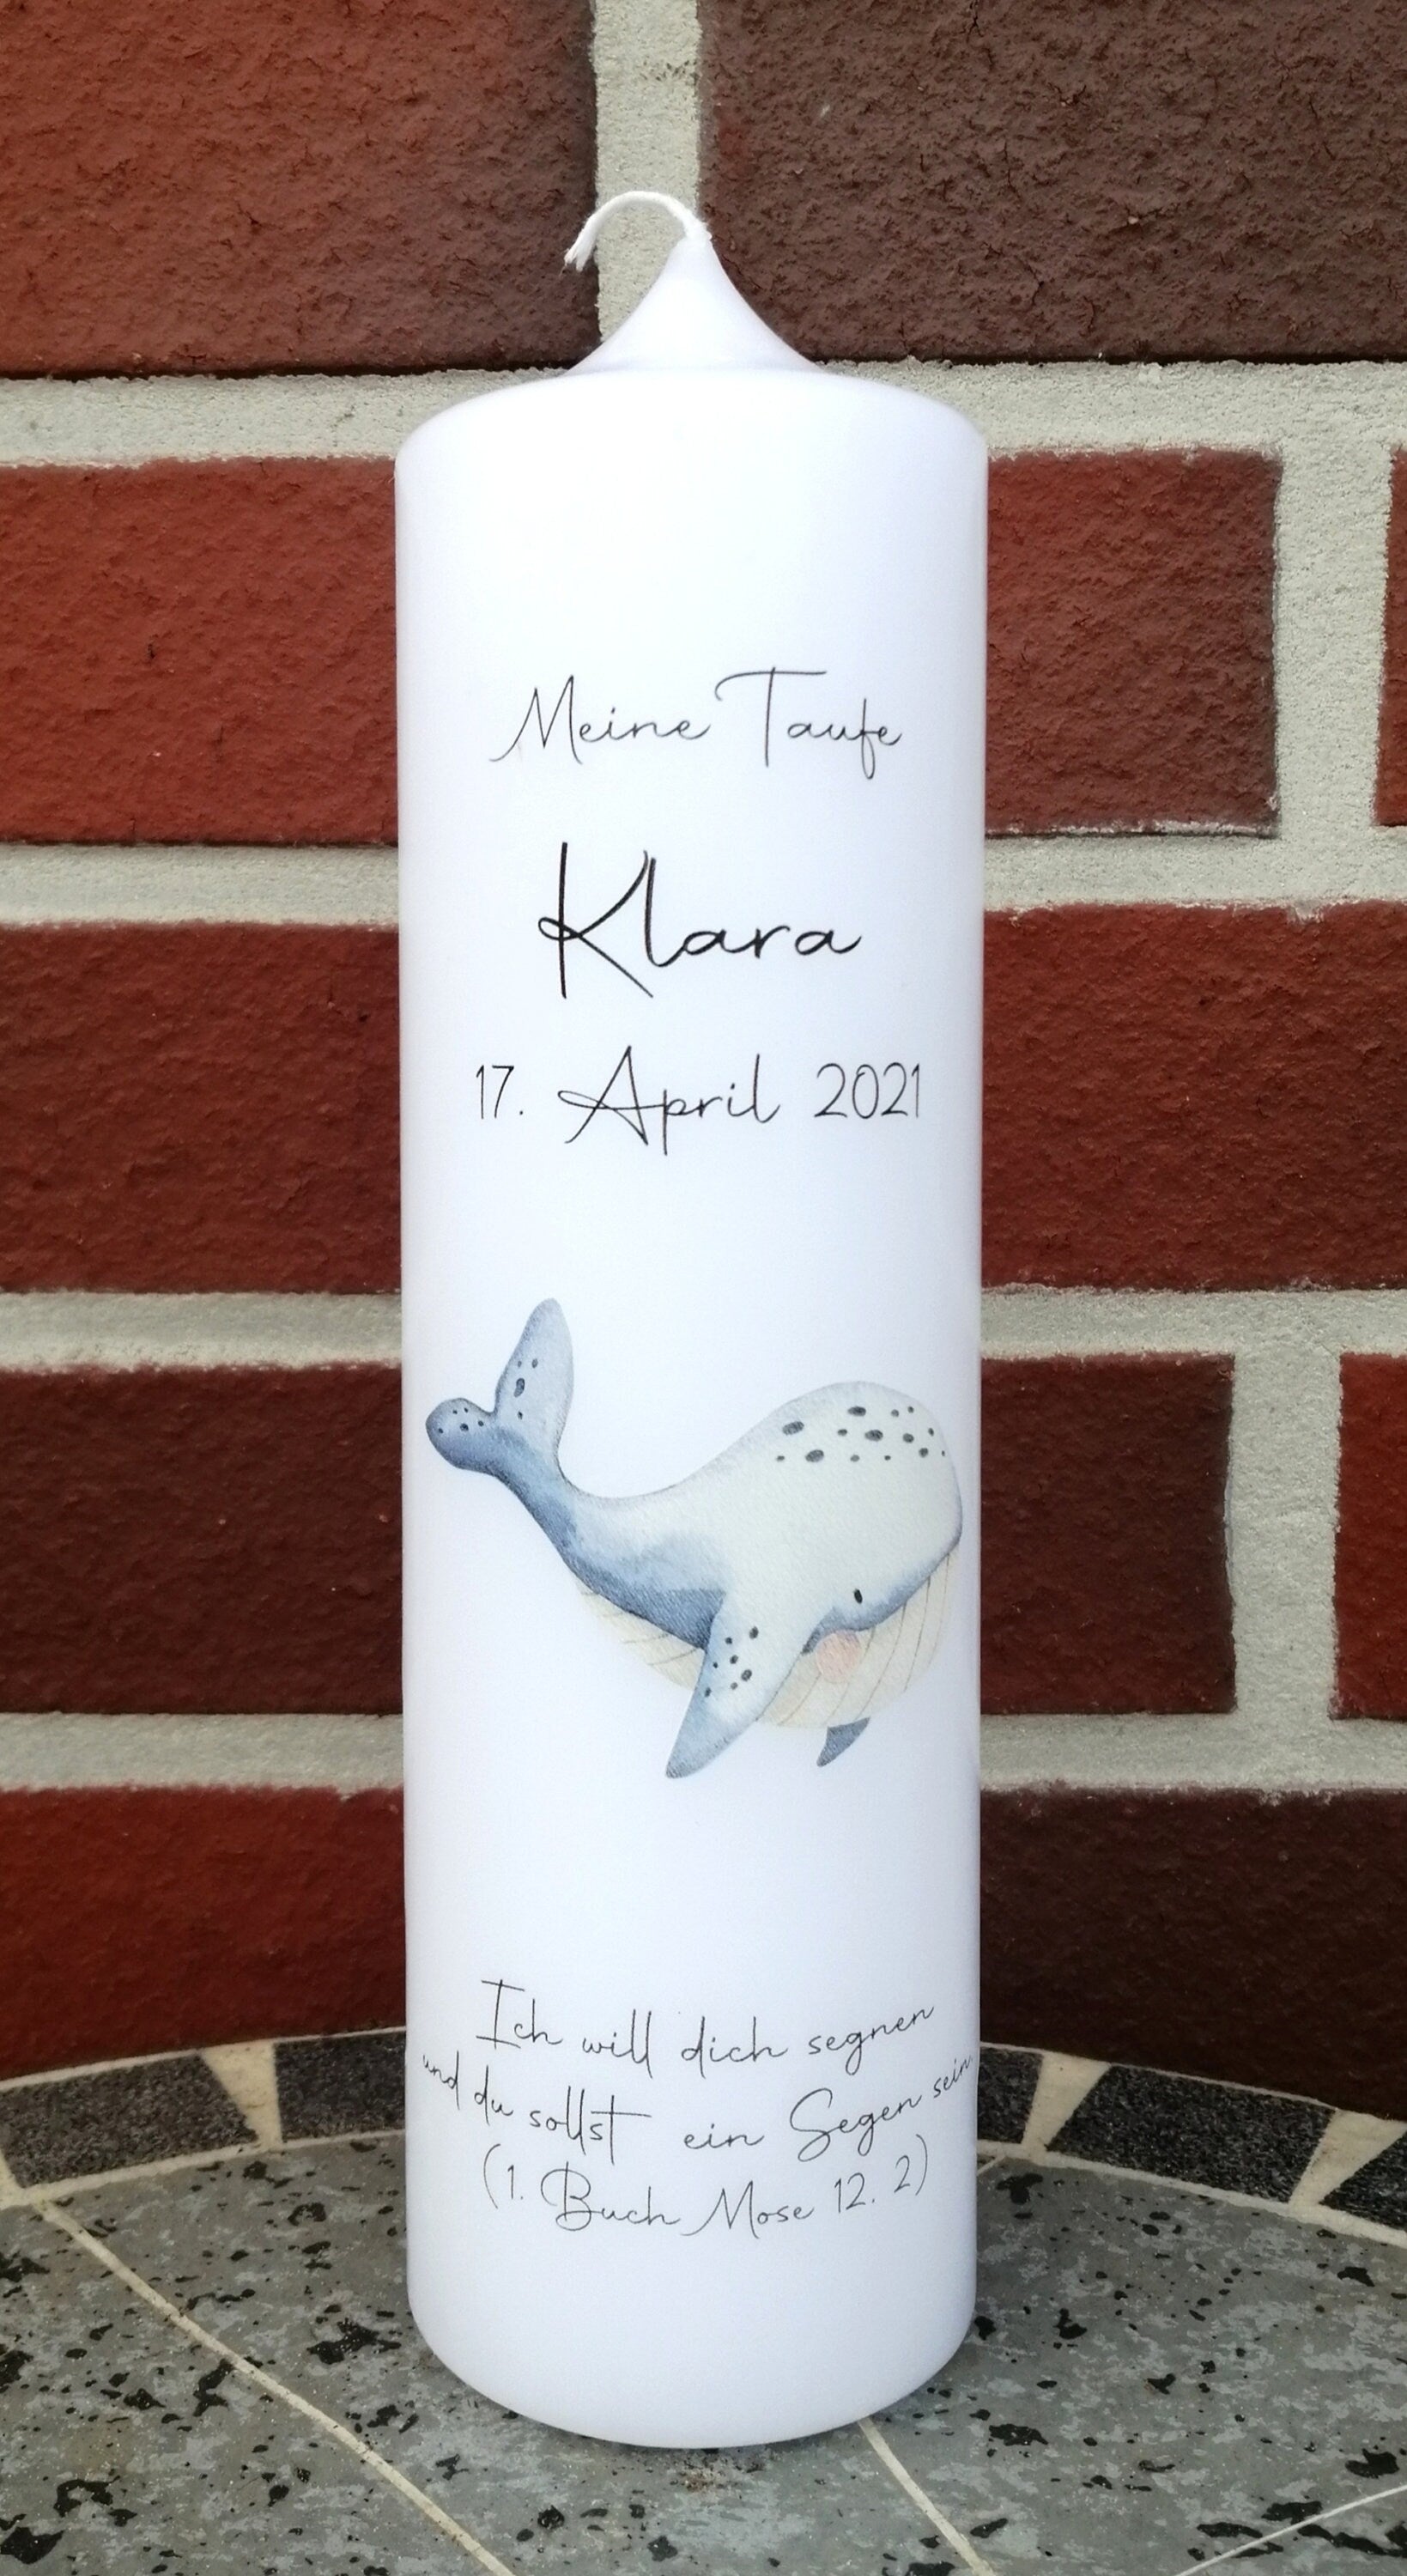 Meine Taufe
Klara
17. April 2021
Ich will dich segnen
und du sollst ein Segen sein
(1. Buch Mose 12. 2)